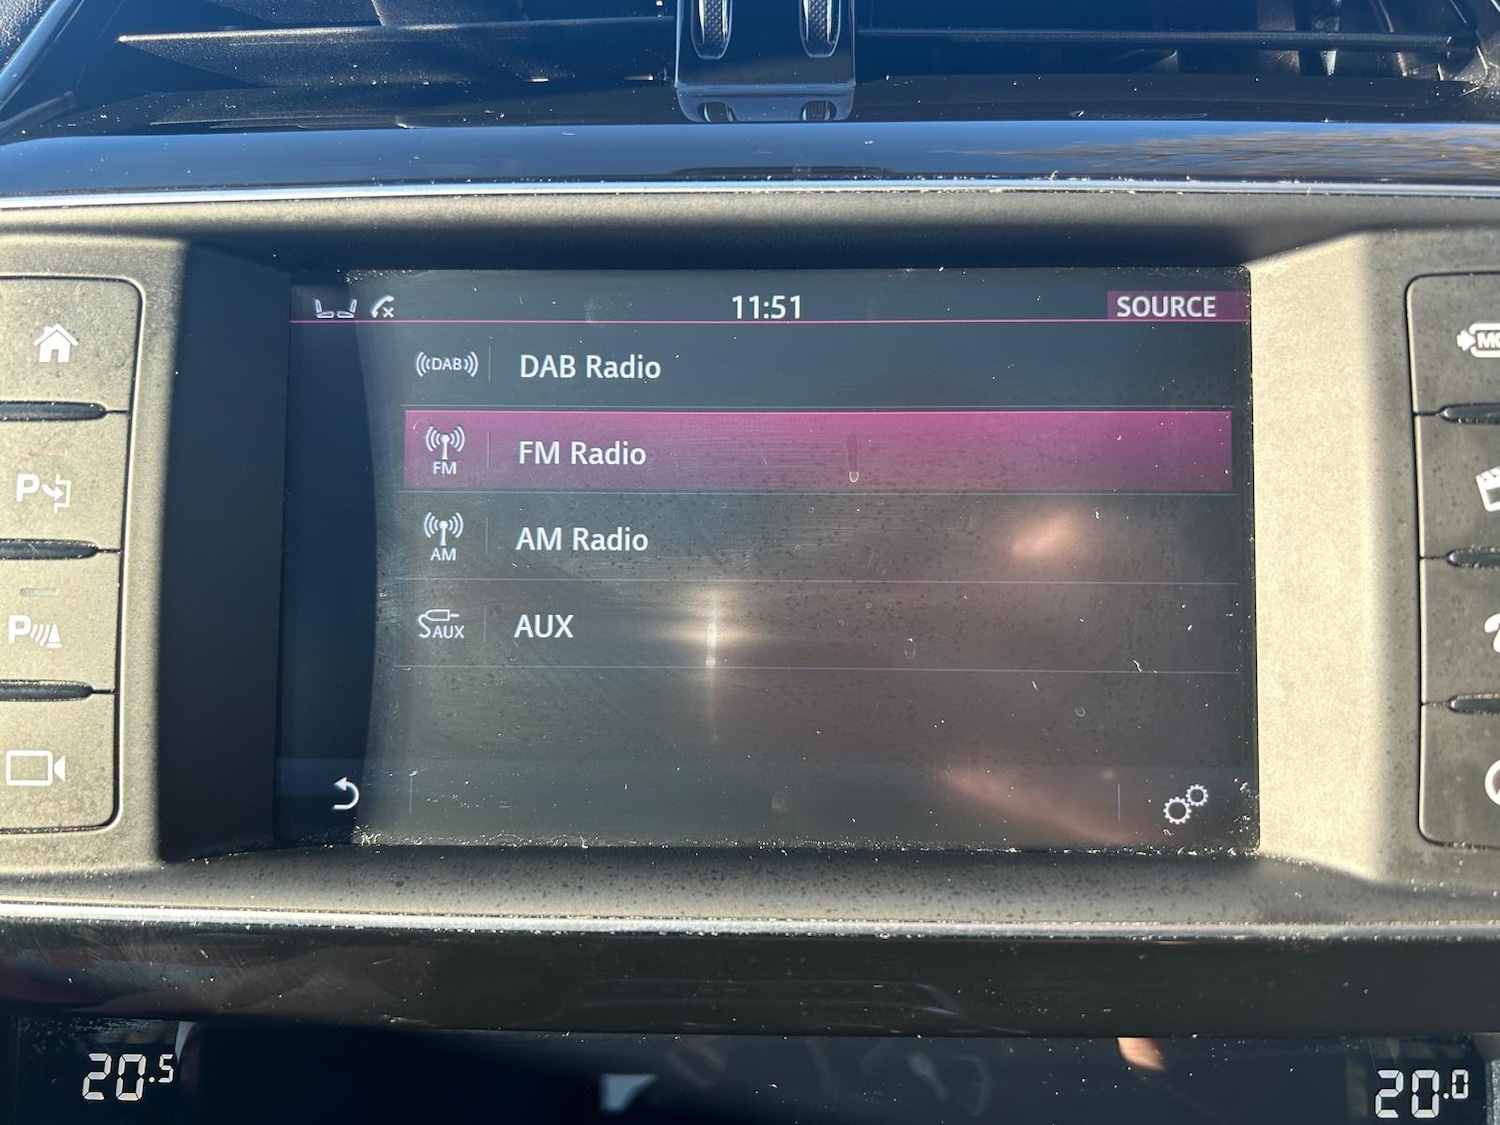 11:51
SOURCE
DAB
DAB Radio
FM
FM Radio
AM
AM Radio
AUX
AUX
P
P
20.5
20.0